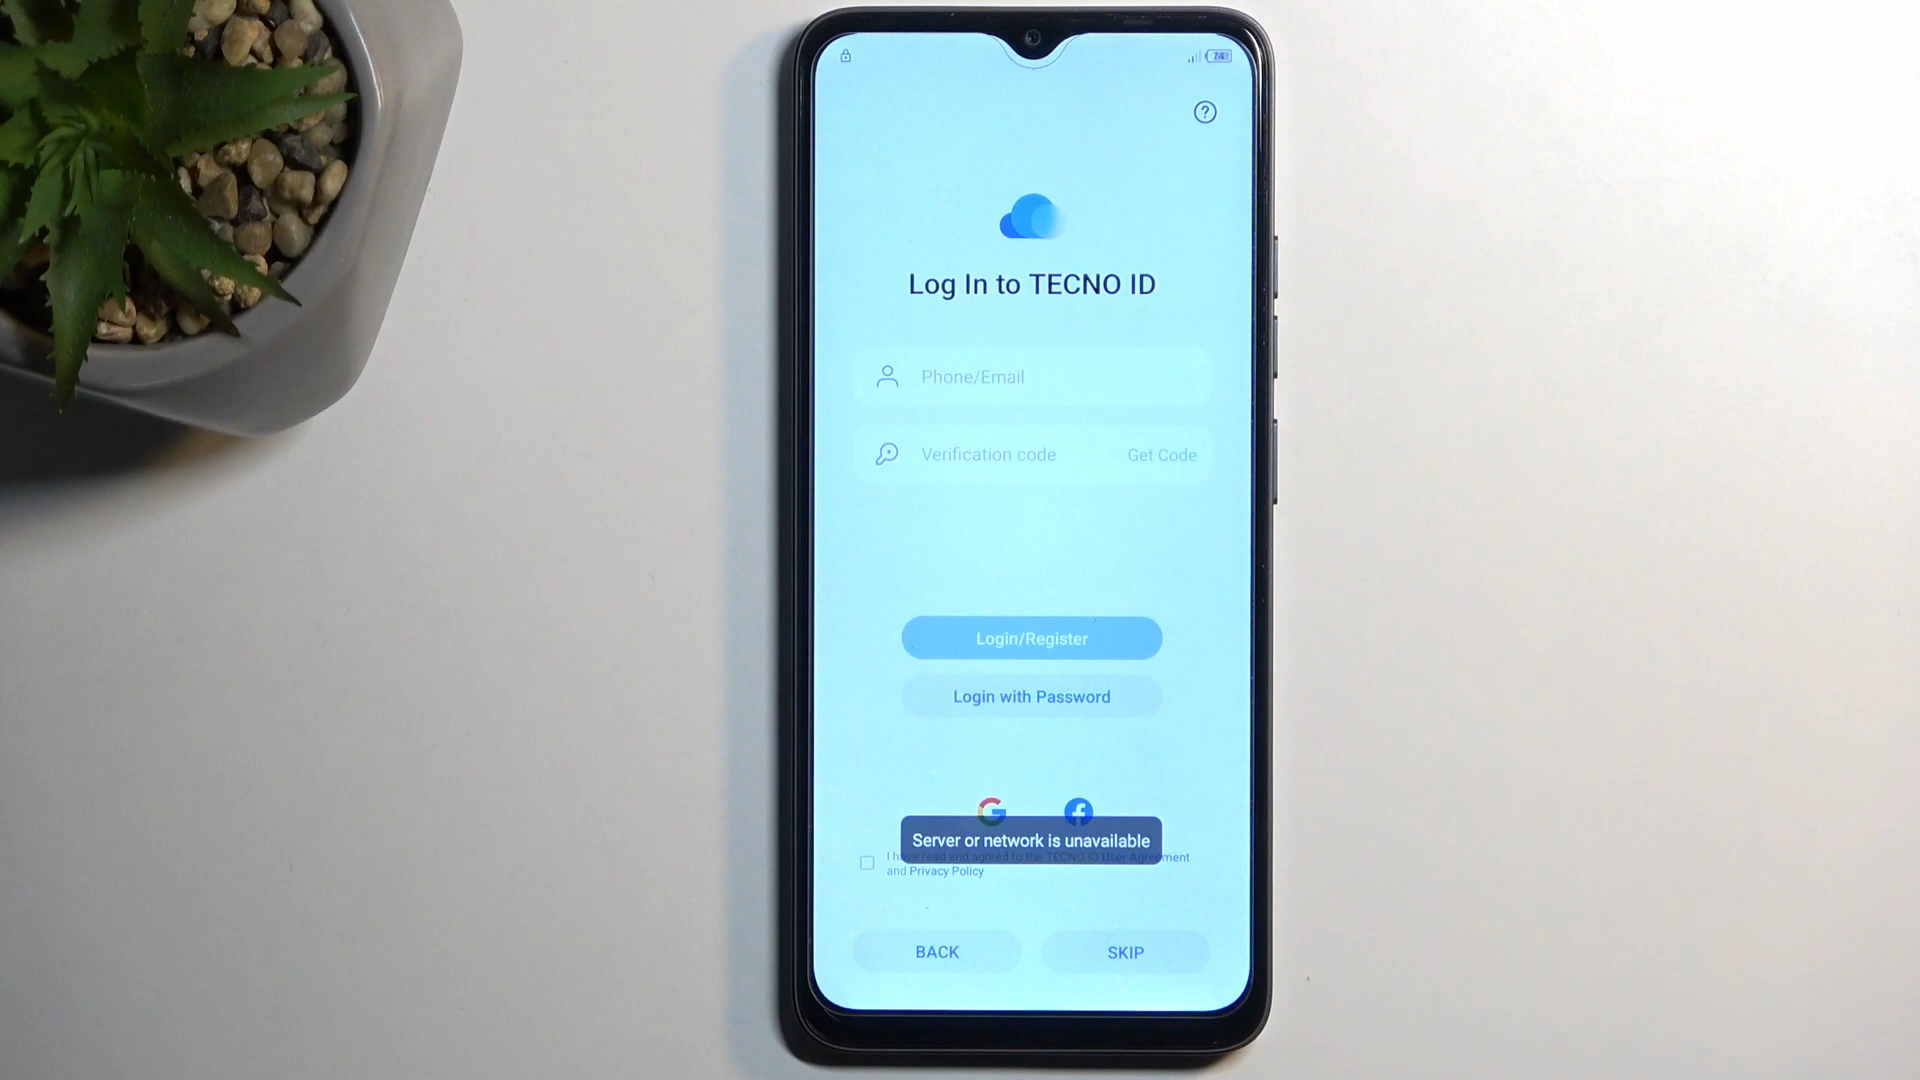 74
?
Log In to TECNO ID
Phone/Email
Verification code Get Code
Login/Register
Login with Password
Server or network is unavailable
I have read and agreed to the TECNO ID User Agreement
and Privacy Policy
BACK SKIP